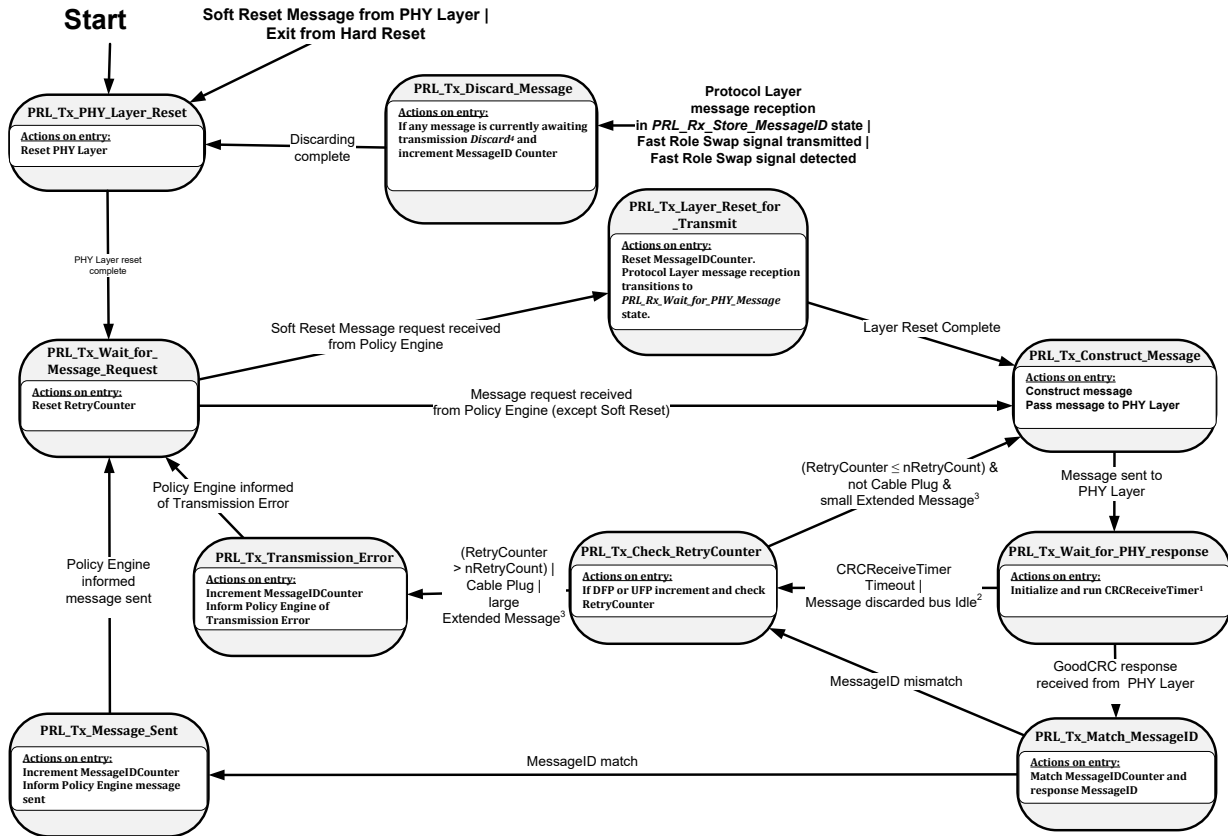 Start
Soft Reset Message from PHY Layer |
Exit from Hard Reset
PRL_Tx_PHY_Layer_Reset
Actions on entry:
Reset PHY Layer
Discarding
complete
PRL_Tx_Discard_Message
Actions on entry:
If any message is currently awaiting
transmission Discard⁴ and
increment MessageID Counter
Protocol Layer
message reception
in PRL_Rx_Store_MessageID state |
Fast Role Swap signal transmitted |
Fast Role Swap signal detected
PHY Layer reset
complete
PRL_Tx_Layer_Reset_for
_Transmit
Actions on entry:
Reset MessageIDCounter.
Protocol Layer message reception
transitions to
PRL_Rx_Wait_for_PHY_Message
state.
Soft Reset Message request received
from Policy Engine
Layer Reset Complete
PRL_Tx_Wait_for_
Message_Request
Actions on entry:
Reset RetryCounter
Message request received
from Policy Engine (except Soft Reset)
PRL_Tx_Construct_Message
Actions on entry:
Construct message
Pass message to PHY Layer
Policy Engine informed
of Transmission Error
(RetryCounter ≤ nRetryCount) &
not Cable Plug &
small Extended Message³
Message sent to
PHY Layer
Policy Engine
informed
message sent
PRL_Tx_Transmission_Error
Actions on entry:
Increment MessageIDCounter
Inform Policy Engine of
Transmission Error
(RetryCounter
> nRetryCount) |
Cable Plug |
large
Extended Message³
PRL_Tx_Check_RetryCounter
Actions on entry:
If DFP or UFP increment and check
RetryCounter
CRCReceiveTimer
Timeout |
Message discarded bus Idle²
PRL_Tx_Wait_for_PHY_response
Actions on entry:
Initialize and run CRCReceiveTimer¹
MessageID mismatch
GoodCRC response
received from PHY Layer
PRL_Tx_Message_Sent
Actions on entry:
Increment MessageIDCounter
Inform Policy Engine message
sent
MessageID match
PRL_Tx_Match_MessageID
Actions on entry:
Match MessageIDCounter and
response MessageID